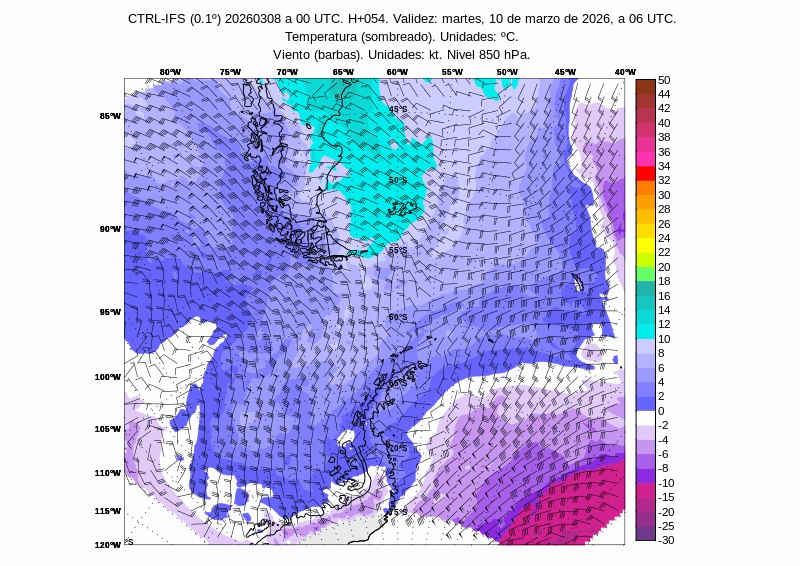 CTRL-IFS (0.1º) 20260308 a 00 UTC. H+054. Validez: martes, 10 de marzo de 2026, a 06 UTC.
Temperatura (sombreado). Unidades: ºC.
Viento (barbas). Unidades: kt. Nivel 850 hPa.
80°W 75°W 70°W 65°W 60°W 55°W 50°W 45°W 40°W
85°W
90°W
95°W
100°W
105°W
110°W
115°W
120°W
45°S
50°S
55°S
60°S
65°S
70°S
75°S
°S
50
44
42
40
38
36
34
32
30
28
26
24
22
20
18
16
14
12
10
8
6
4
2
0
-2
-4
-6
-8
-10
-15
-20
-25
-30